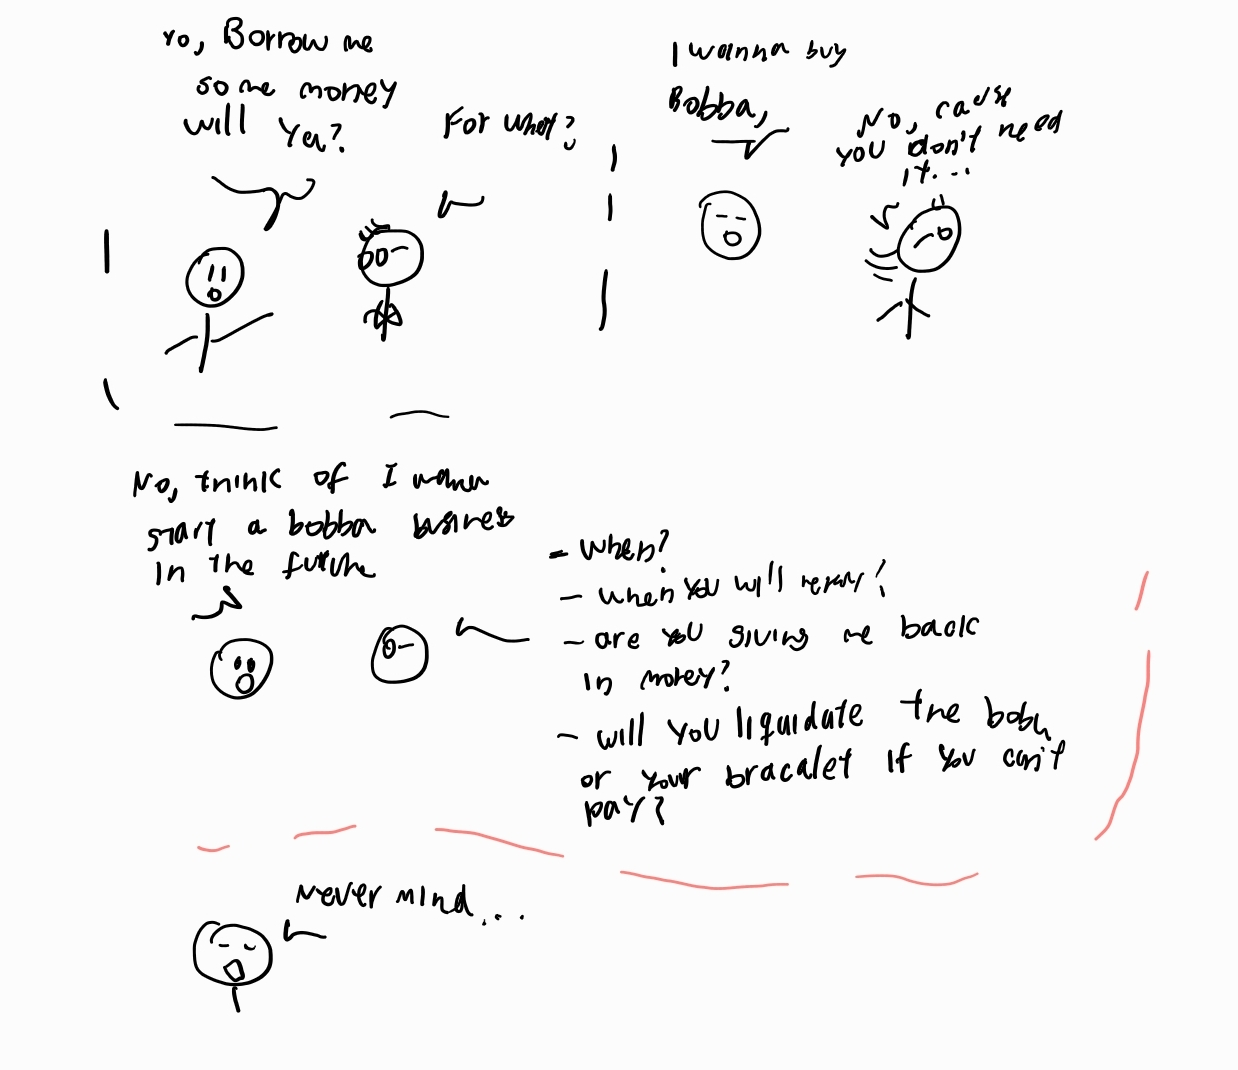 Yo, Borrow me
some money
will Ya?
For what?
I wanna buy
Bobba,
No, cause
you don't need
it...
No, think of I wanna
start a bobba business
In the future
- when?
- when you will repay!
- are you giving me back
in money?
- will you liquidate the boba
or your bracalet if you can't
pay?
Never mind...